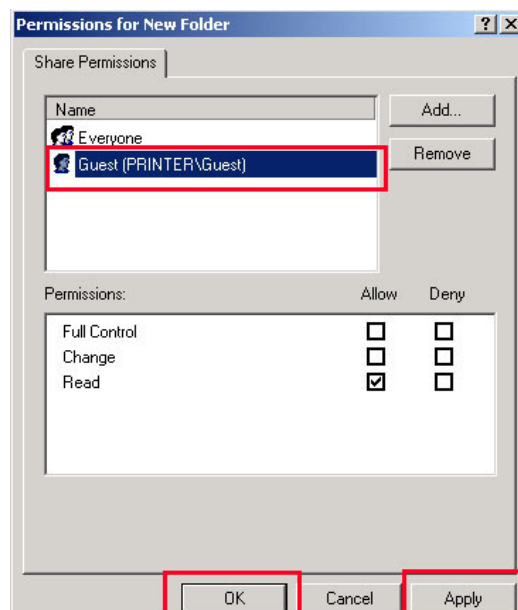 Permissions for New Folder
Share Permissions
Name
Add...
Everyone
Guest (PRINTER\Guest)
Remove
Permissions: Allow Deny
Full Control
Change
Read
OK Cancel Apply